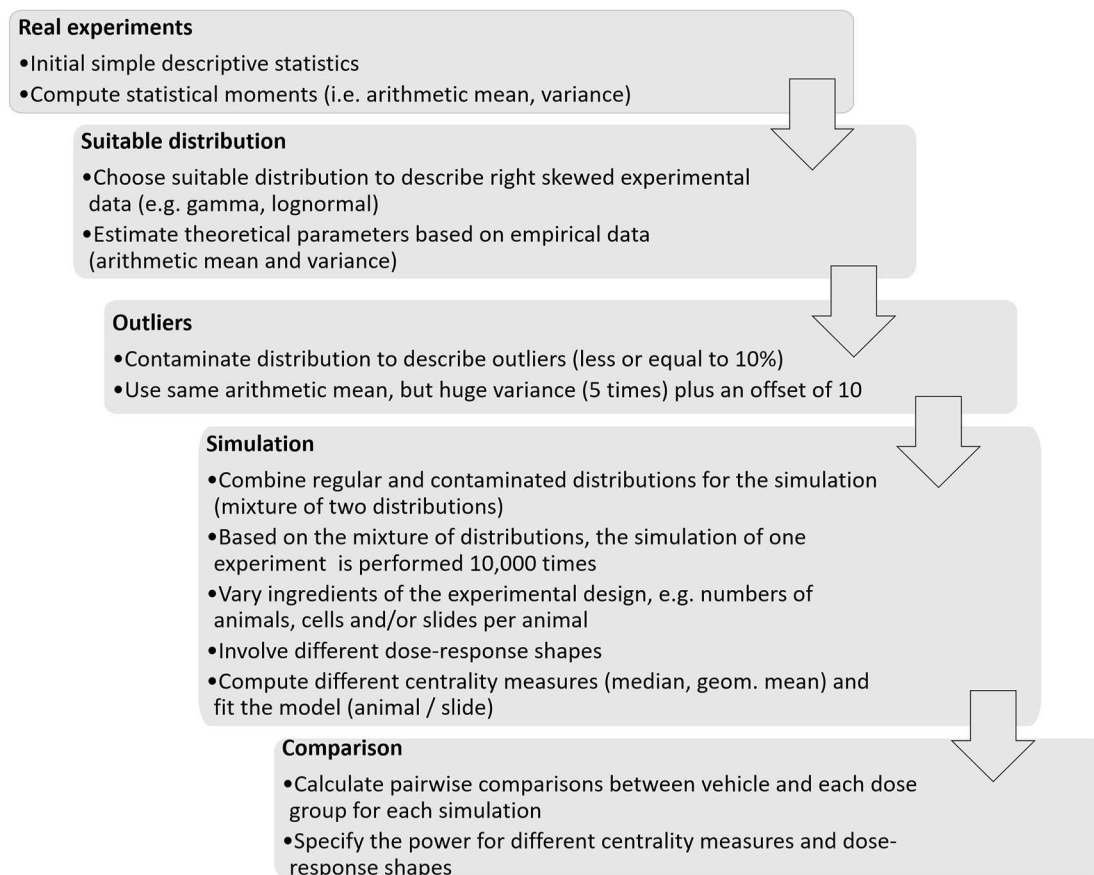 Real experiments
•Initial simple descriptive statistics
•Compute statistical moments (i.e. arithmetic mean, variance)
Suitable distribution
•Choose suitable distribution to describe right skewed experimental
data (e.g. gamma, lognormal)
•Estimate theoretical parameters based on empirical data
(arithmetic mean and variance)
Outliers
•Contaminate distribution to describe outliers (less or equal to 10%)
•Use same arithmetic mean, but huge variance (5 times) plus an offset of 10
Simulation
•Combine regular and contaminated distributions for the simulation
(mixture of two distributions)
•Based on the mixture of distributions, the simulation of one
experiment  is performed 10,000 times
•Vary ingredients of the experimental design, e.g. numbers of
animals, cells and/or slides per animal
•Involve different dose-response shapes
•Compute different centrality measures (median, geom. mean) and
fit the model (animal / slide)
Comparison
•Calculate pairwise comparisons between vehicle and each dose
group for each simulation
•Specify the power for different centrality measures and dose-
response shapes